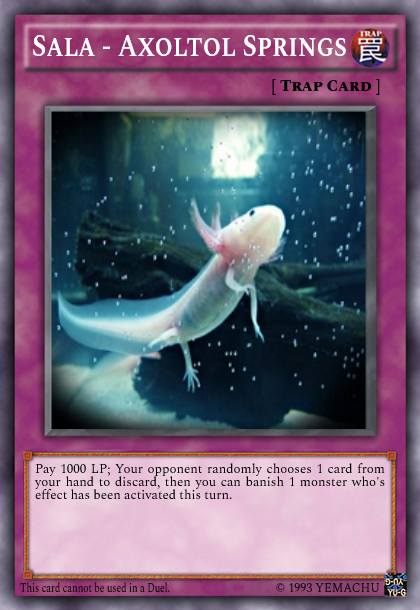 SALA - AXOLTOL SPRINGS
TRAP
罠
[ TRAP CARD ]
Pay 1000 LP; Your opponent randomly chooses 1 card from
your hand to discard, then you can banish 1 monster who's
effect has been activated this turn.
This card cannot be used in a Duel.
© 1993 YEMACHU